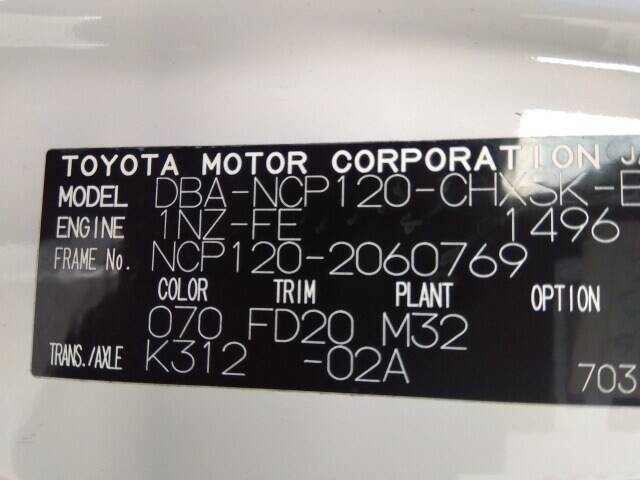 TOYOTA MOTOR CORPORATION JA
MODEL DBA-NCP120-CHXSK-E
ENGINE 1NZ-FE 1496
FRAME No. NCP120-2060769
COLOR TRIM PLANT OPTION
070 FD20 M32
TRANS./AXLE K312 -02A
703